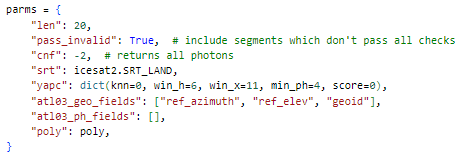 parms = {
    "len": 20,
    "pass_invalid": True,  # include segments which don't pass all checks
    "cnf": -2,  # returns all photons
    "srt": icesat2.SRT_LAND,
    "yapc": dict(knn=0, win_h=6, win_x=11, min_ph=4, score=0),
    "atl03_geo_fields": ["ref_azimuth", "ref_elev", "geoid"],
    "atl03_ph_fields": [],
    "poly": poly,
}